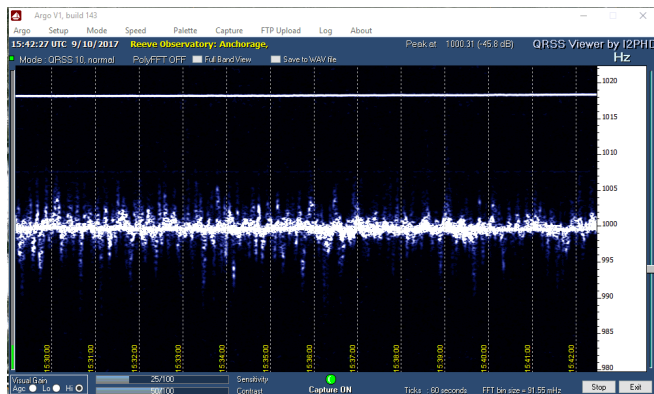 Argo V1, build 143
Argo Setup Mode Speed Palette Capture FTP Upload Log About
15:42:27 UTC 9/10/2017 Reeve Observatory: Anchorage, Peak at 1000.31 (-45.8 dB) QRSS Viewer by I2PHD
Mode : QRSS 10, normal PolyFFT OFF Full Band View Save to WAV file Hz
1020
1015
1010
1005
1000
995
990
985
980
15:30:00 15:31:00 15:32:00 15:33:00 15:34:00 15:35:00 15:36:00 15:37:00 15:38:00 15:39:00 15:40:00 15:41:00 15:42:00
Visual Gain 25/100 Sensitivity
Agc Lo Hi 50/100 Contrast Capture ON Ticks : 60 seconds FFT bin size = 91.55 mHz Stop Exit